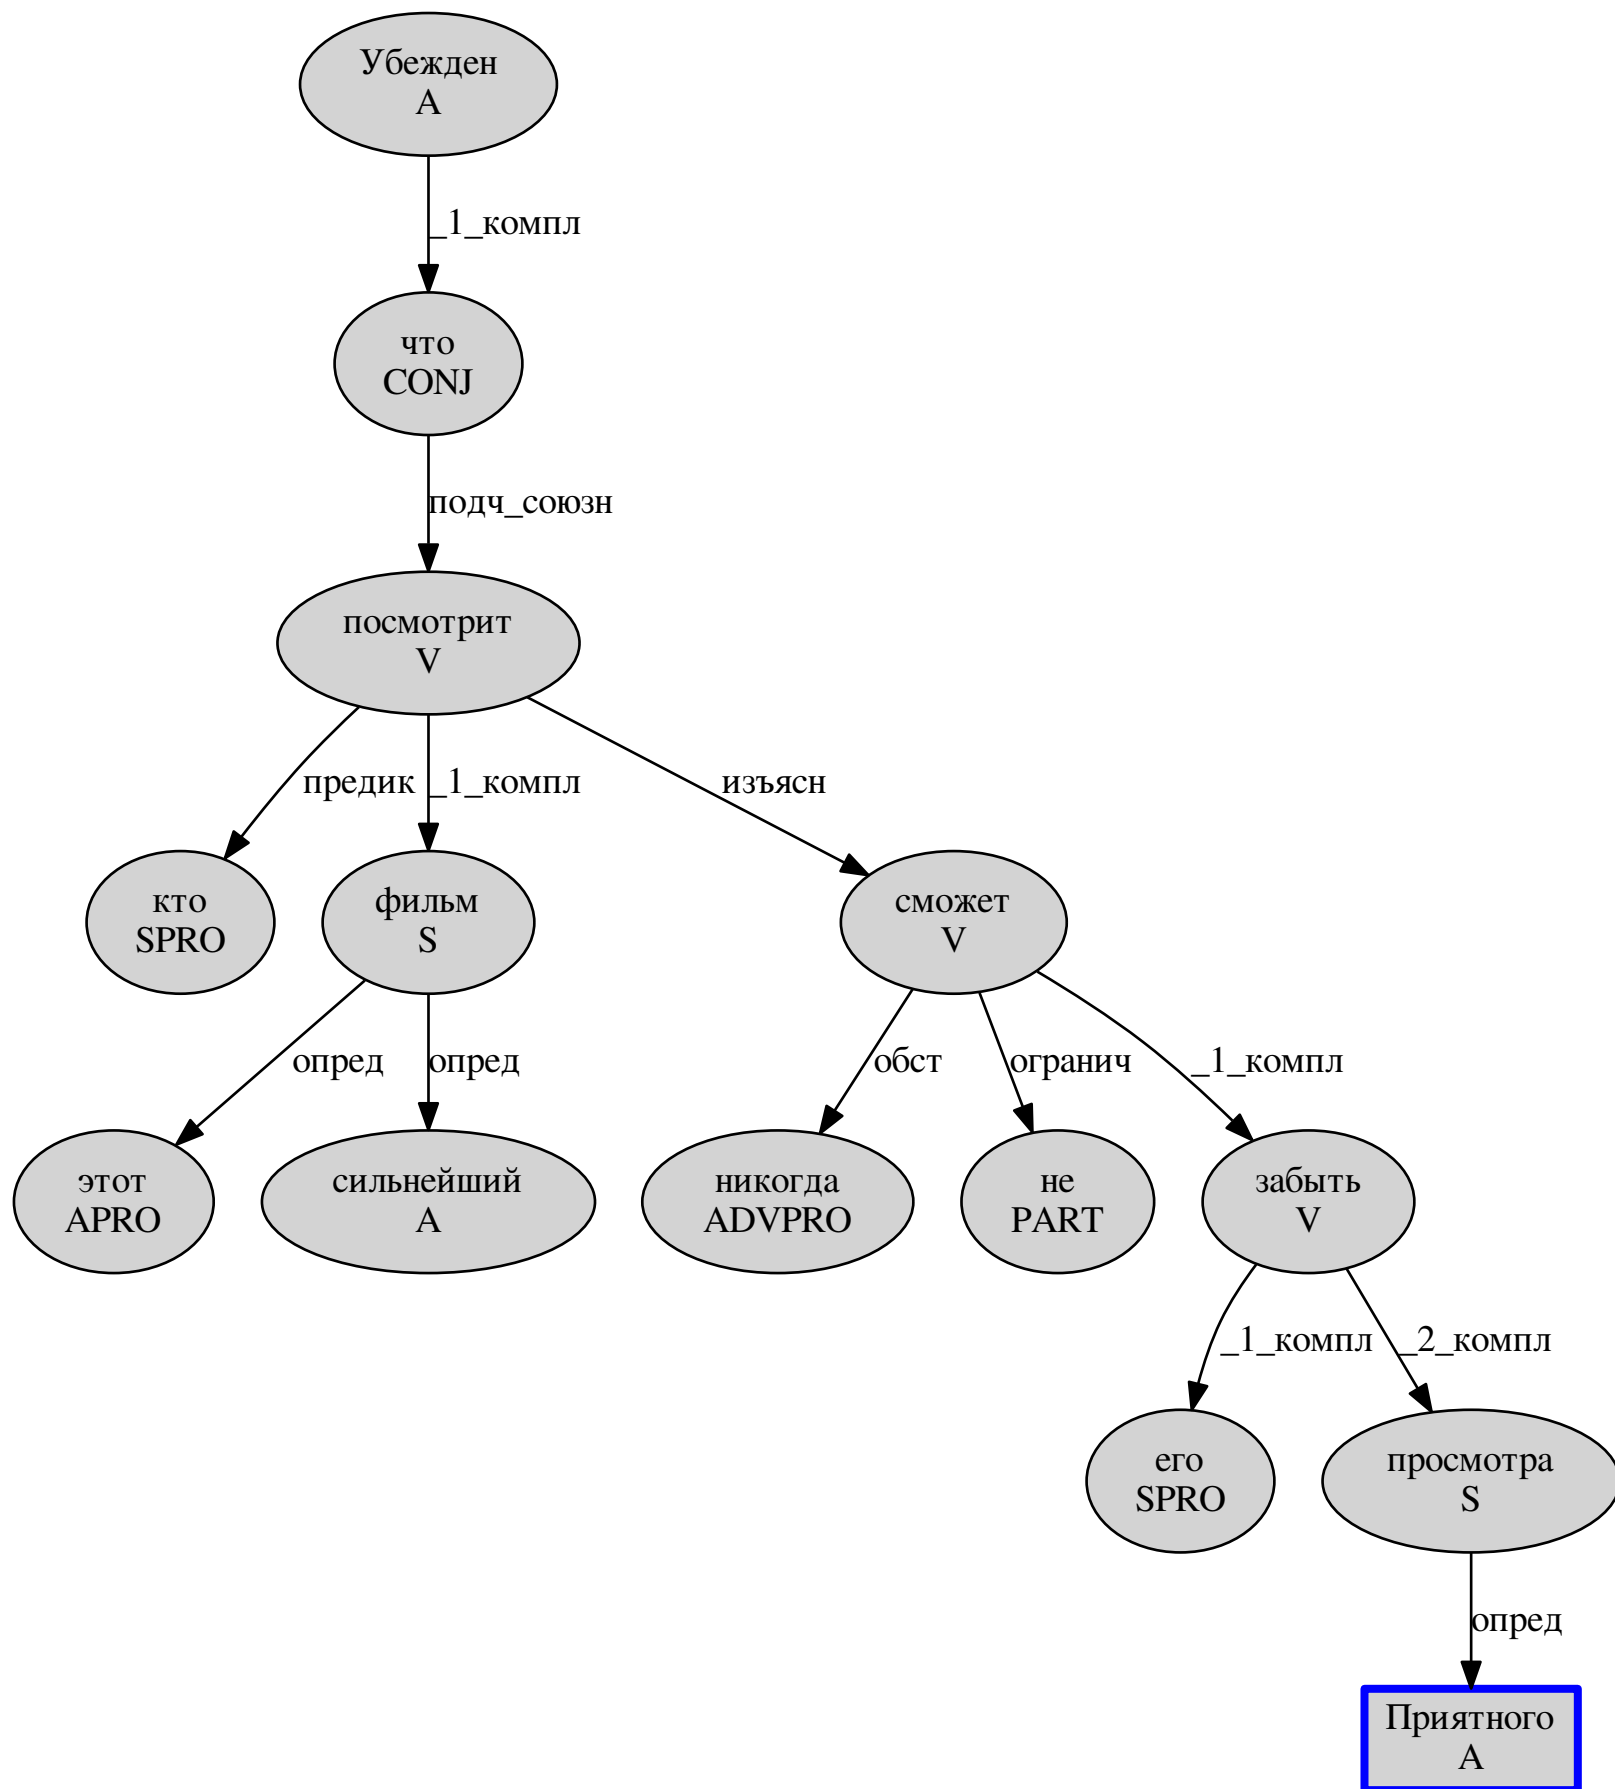 Убежден
A
_1_компл
что
CONJ
подч_союзн
посмотрит
V
предик
_1_компл
изъясн
кто
SPRO
фильм
S
сможет
V
опред
опред
обст
огранич
_1_компл
этот
APRO
сильнейший
A
никогда
ADVPRO
не
PART
забыть
V
_1_компл
_2_компл
его
SPRO
просмотра
S
опред
Приятного
A